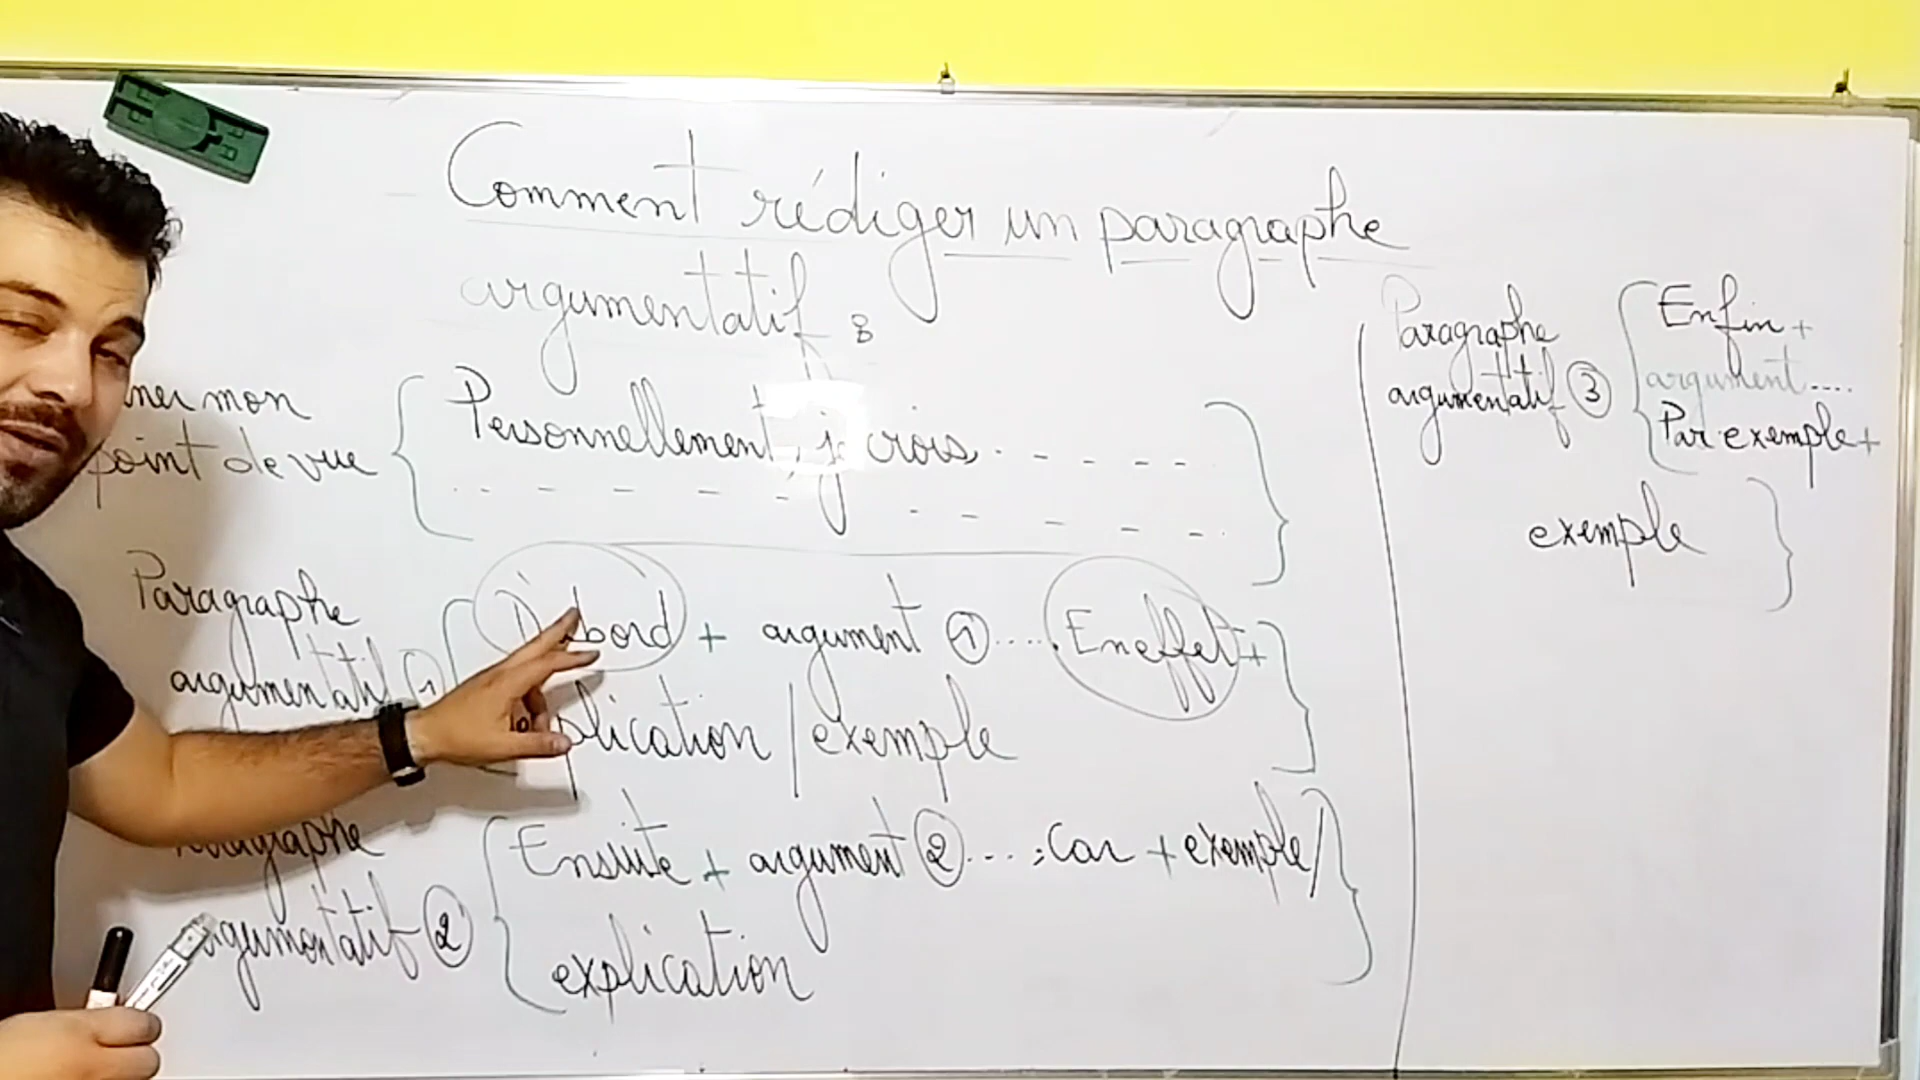 Comment rédiger un paragraphe
argumentatif :
mon
point de vue
Personnellement, je crois. - - - - -
Paragraphe
argumentatif 1
D'abord + argument 1 ..... En effet +
explication / exemple
Paragraphe
argumentatif 2
Ensuite + argument 2 ... , car + exemple /
explication
Paragraphe
argumentatif 3
Enfin +
argument....
Par exemple +
exemple